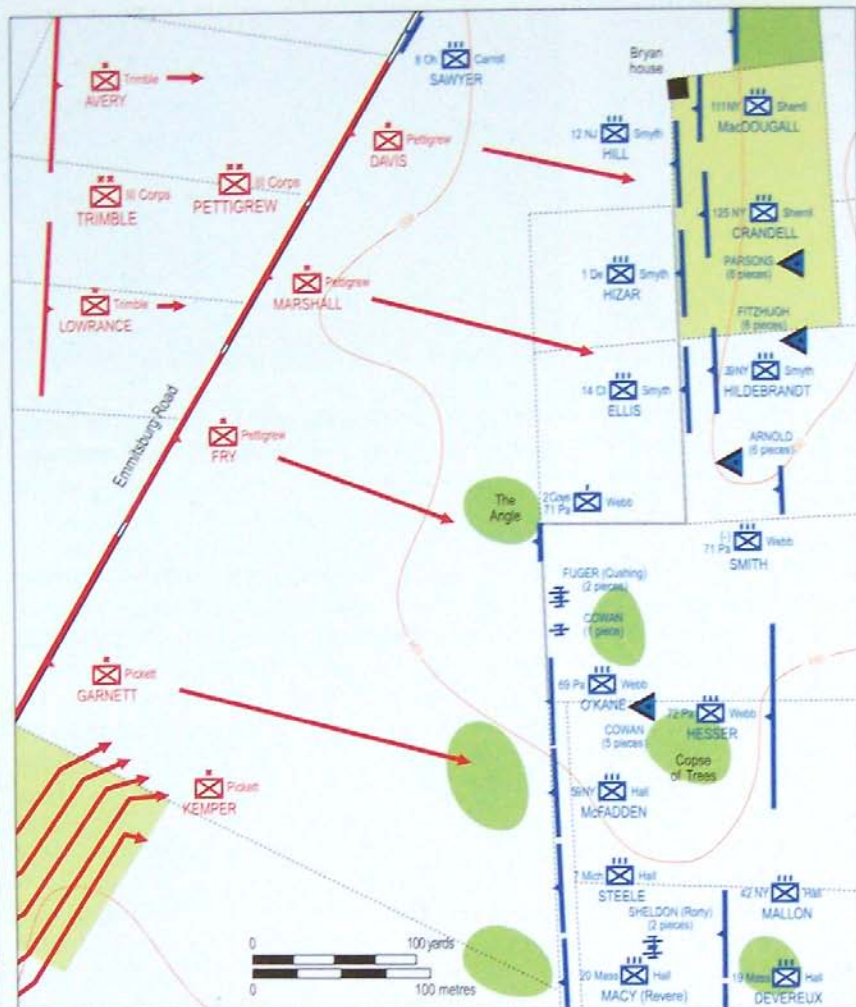 8 Oh Carroll
SAWYER
Bryan
house
Trimble
AVERY
111 NY Sherrill
MacDOUGALL
12 NJ Smyth
HILL
Pettigrew
DAVIS
III Corps
TRIMBLE
III Corps
PETTIGREW
125 NY Sherrill
CRANDELL
PARSONS
(6 pieces)
1 De Smyth
HIZAR
Pettigrew
MARSHALL
Trimble
LOWRANCE
FITZHUGH
(6 pieces)
39 NY Smyth
HILDEBRANDT
14 Ct Smyth
ELLIS
Emmitsburg Road
Pettigrew
FRY
ARNOLD
(6 pieces)
The
Angle
2 Coys
71 Pa Webb
(-)
71 Pa Webb
SMITH
FUGER (Cushing)
(2 pieces)
COWAN
(1 piece)
Pickett
GARNETT
69 Pa Webb
O'KANE
72 Pa Webb
HESSER
COWAN
(5 pieces)
Copse
of Trees
Pickett
KEMPER
59 NY Hall
McFADDEN
7 Mich Hall
STEELE
42 NY Hall
MALLON
SHELDON (Rorty)
(2 pieces)
0 100 yards
0 100 metres
20 Mass Hall
MACY (Revere)
19 Mass Hall
DEVEREUX